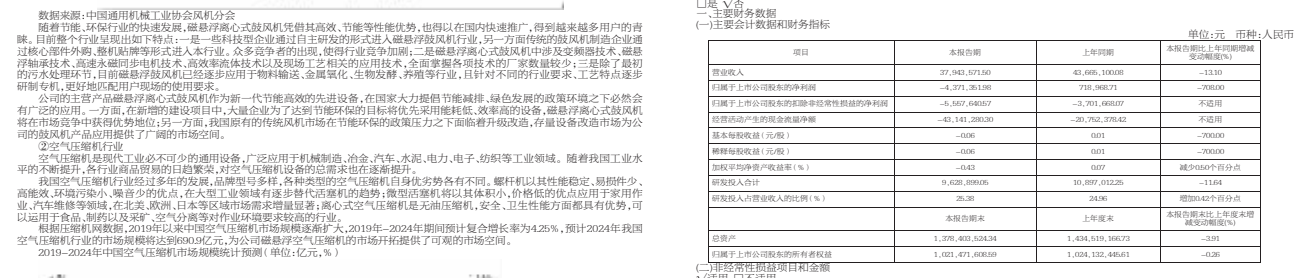 数据来源:中国通用机械工业协会风机分会
随着节能、环保行业的快速发展,磁悬浮离心式鼓风机凭借其高效、节能等性能优势,也得以在国内快速推广,得到越来越多用户的青
睐。目前整个行业呈现出如下特点:一是一些科技型企业通过自主研发的形式进入磁悬浮鼓风机行业,另一方面传统的鼓风机制造企业通
过核心部件外购、整机贴牌等形式进入本行业。众多竞争者的出现,使得行业竞争加剧;二是磁悬浮离心式鼓风机中涉及变频器技术、磁悬
浮轴承技术、高速永磁同步电机技术、高效率流体技术以及现场工艺相关的应用技术,全面掌握各项技术的厂家数量较少;三是除了最初
的污水处理环节,目前磁悬浮鼓风机已经逐步应用于物料输送、金属氧化、生物发酵、养殖等行业,且针对不同的行业要求、工艺特点逐步
研制专机,更好地匹配用户现场的使用要求。
公司的主营产品磁悬浮离心式鼓风机作为新一代节能高效的先进设备,在国家大力提倡节能减排、绿色发展的政策环境之下必然会
有广泛的应用。一方面,在新增的建设项目中,大量企业为了达到节能环保的目标将优先采用能耗低、效率高的设备,磁悬浮离心式鼓风机
将在市场竞争中获得优势地位;另一方面,我国原有的传统风机市场在节能环保的政策压力之下面临着升级改造,存量设备改造市场为公
司的鼓风机产品应用提供了广阔的市场空间。
②空气压缩机行业
空气压缩机是现代工业必不可少的通用设备,广泛应用于机械制造、冶金、汽车、水泥、电力、电子、纺织等工业领域。随着我国工业水
平的不断提升,各行业商品贸易的日趋繁荣,对空气压缩机设备的总需求也在逐渐提升。
我国空气压缩机行业经过多年的发展,品牌型号多样,各种类型的空气压缩机自身优劣势各有不同。螺杆机以其性能稳定、易损件少、
高能效、环境污染小、噪音少的优点,在大型工业领域有逐步替代活塞机的趋势;微型活塞机将以其体积小、价格低的优点应用于家用作
业、汽车维修等领域,在北美、欧洲、日本等区域市场需求增量显著;离心式空气压缩机是无油压缩机,安全、卫生性能方面都具有优势,可
以运用于食品、制药以及采矿、空气分离等对作业环境要求较高的行业。
根据压缩机网数据,2019年以来中国空气压缩机市场规模逐渐扩大,2019年-2024年期间预计复合增长率为4.25%,预计2024年我国
空气压缩机行业的市场规模将达到690.9亿元,为公司磁悬浮空气压缩机的市场开拓提供了可观的市场空间。
2019-2024年中国空气压缩机市场规模统计预测(单位:亿元,%)
□是 √否
一、主要财务数据
(一)主要会计数据和财务指标
单位:元 币种:人民币
项目 本报告期 上年同期 本报告期比上年同期增减变动幅度(%)
营业收入 37,943,571.50 43,665,100.08 -13.10
归属于上市公司股东的净利润 -4,371,351.98 718,968.71 -708.00
归属于上市公司股东的扣除非经常性损益的净利润 -5,557,640.57 -3,701,668.07 不适用
经营活动产生的现金流量净额 -43,141,280.30 -20,752,378.42 不适用
基本每股收益(元/股) -0.06 0.01 -700.00
稀释每股收益(元/股) -0.06 0.01 -700.00
加权平均净资产收益率(%) -0.43 0.07 减少0.50个百分点
研发投入合计 9,628,899.05 10,897,012.25 -11.64
研发投入占营业收入的比例(%) 25.38 24.96 增加0.42个百分点
本报告期末 上年度末 本报告期末比上年度末增减变动幅度(%)
总资产 1,378,403,524.34 1,434,519,166.73 -3.91
归属于上市公司股东的所有者权益 1,021,471,608.59 1,024,132,445.61 -0.26
(二)非经常性损益项目和金额
√适用 □不适用